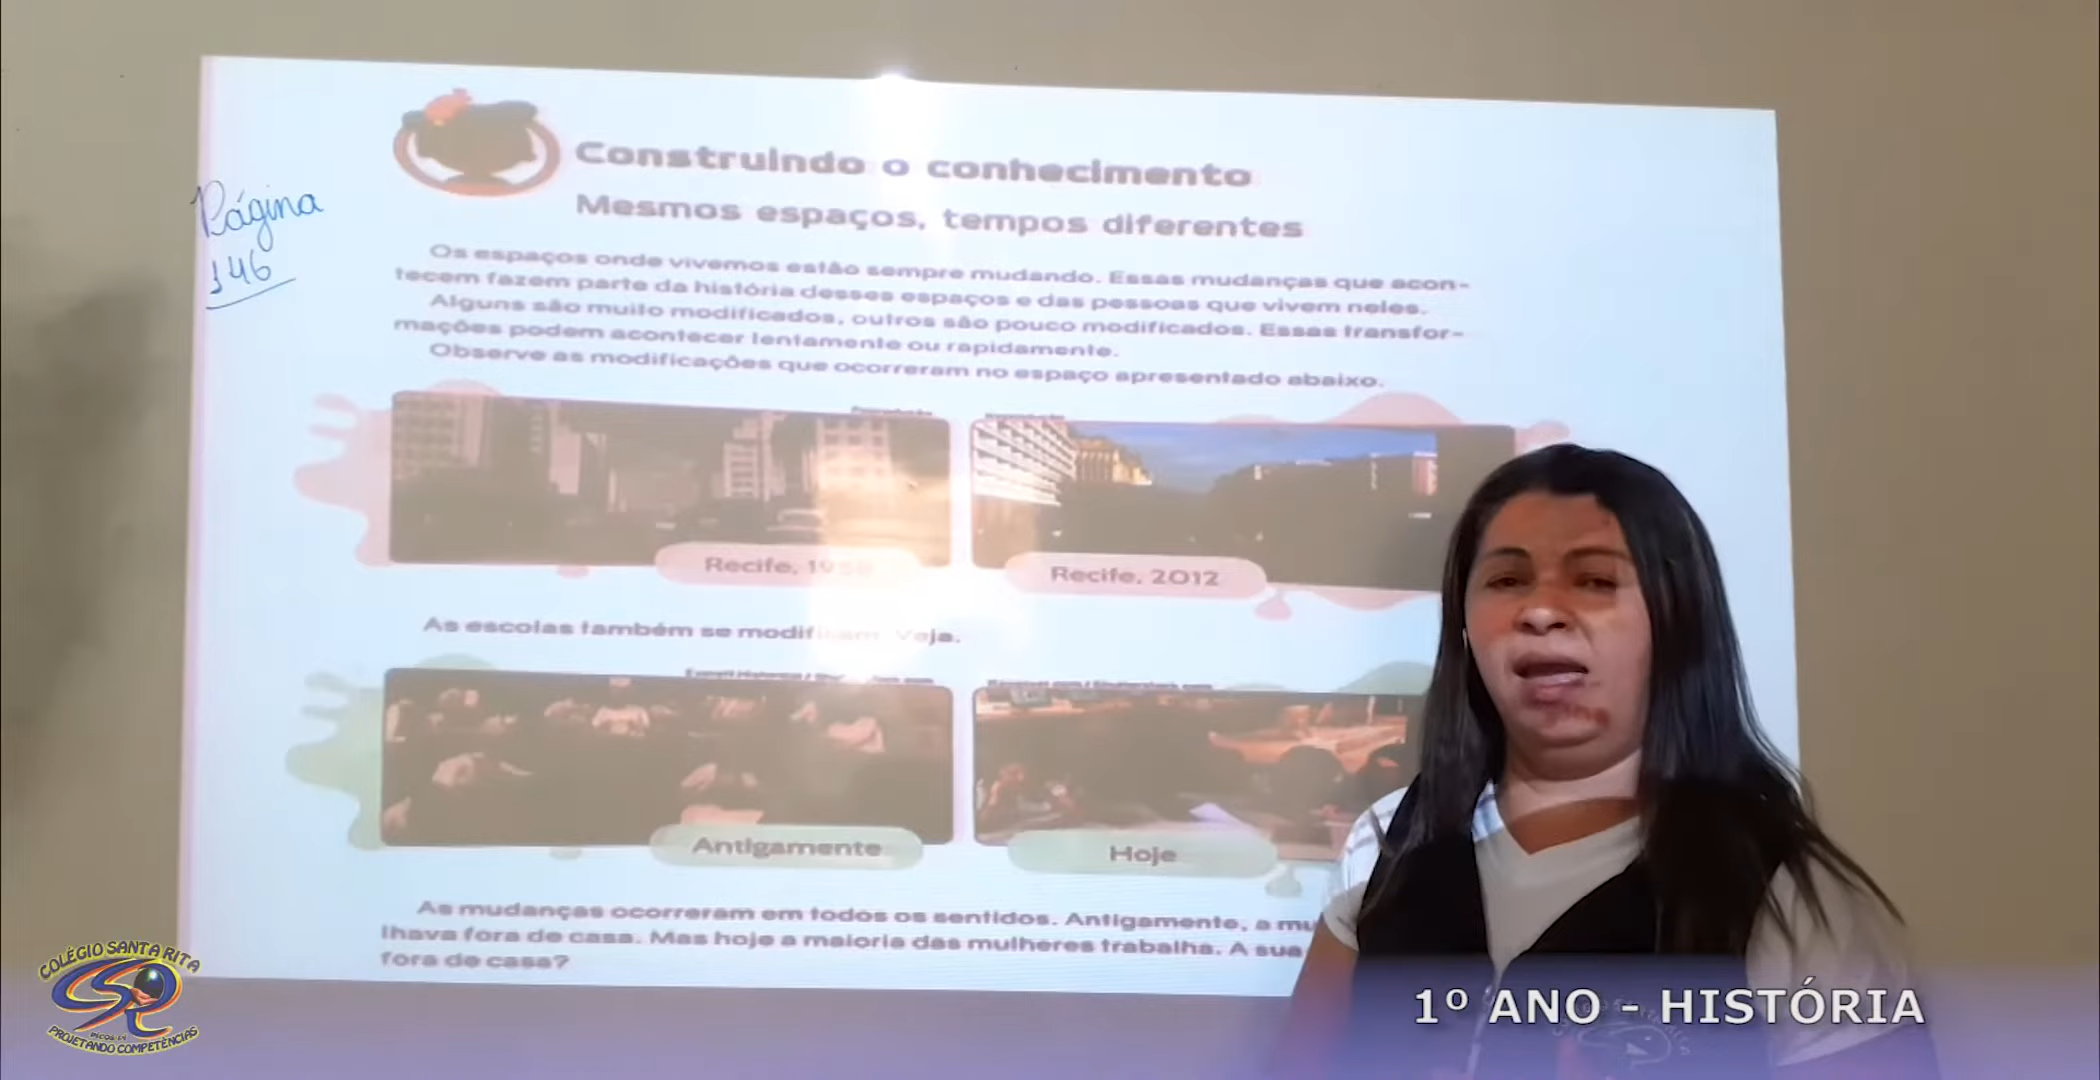 Página
146
Construindo o conhecimento
Mesmos espaços, tempos diferentes
Os espaços onde vivemos estão sempre mudando. Essas mudanças que acon-
tecem fazem parte da história desses espaços e das pessoas que vivem neles.
Alguns são muito modificados, outros são pouco modificados. Essas transfor-
mações podem acontecer lentamente ou rapidamente.
Observe as modificações que ocorreram no espaço apresentado abaixo.
Recife,
Recife, 2012
As escolas também se modificam. Veja.
Antigamente
Hoje
As mudanças ocorreram em todos os sentidos. Antigamente, a mu
lhava fora de casa. Mas hoje a maioria das mulheres trabalha. A sua
fora de casa?
COLÉGIO SANTA RITA
PROJETANDO COMPETÊNCIAS
1º ANO - HISTÓRIA